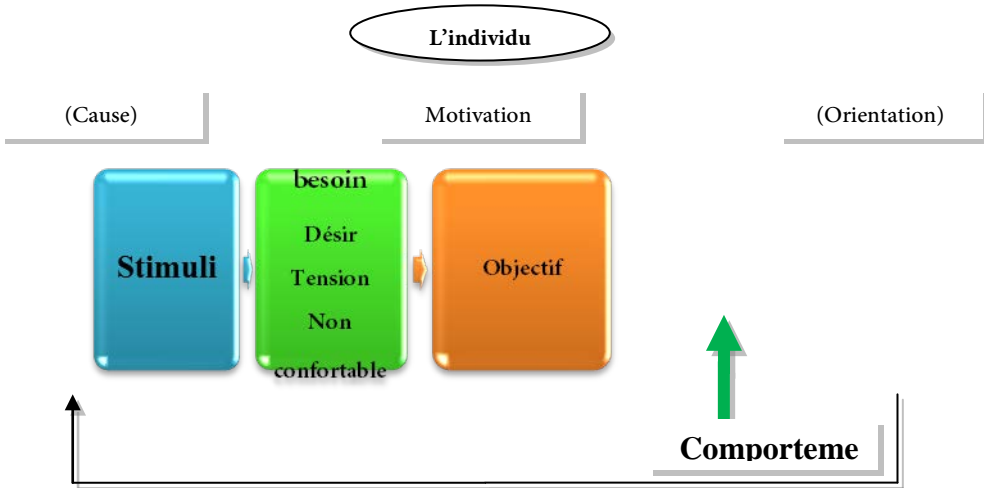 L'individu
(Cause)
Motivation
(Orientation)
Stimuli
besoin
Désir
Tension
Non
confortable
Objectif
Comporteme